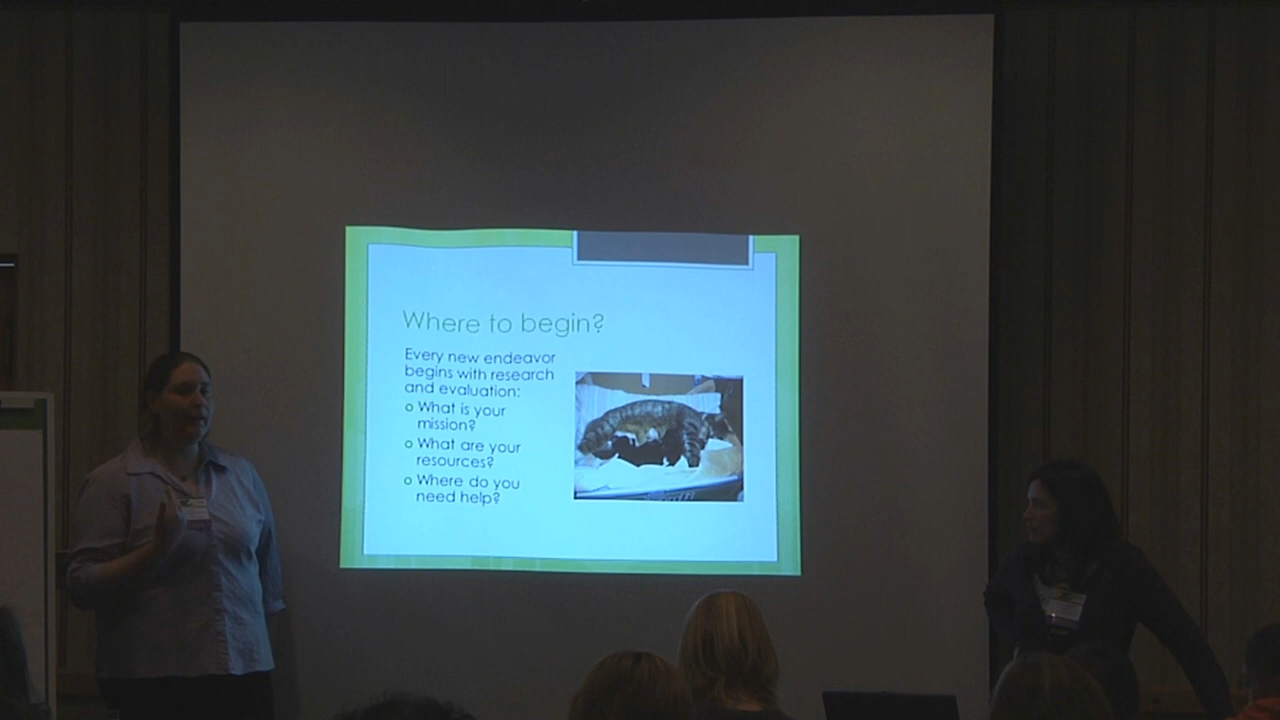 Where to begin?
Every new endeavor
begins with research
and evaluation:
o What is your
mission?
o What are your
resources?
o Where do you
need help?